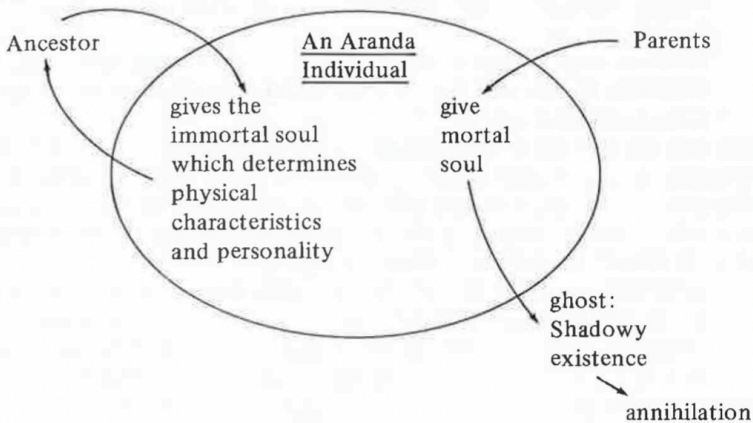 Ancestor
An Aranda
Individual
Parents
gives the
immortal soul
which determines
physical
characteristics
and personality
give
mortal
soul
ghost:
Shadowy
existence
annihilation